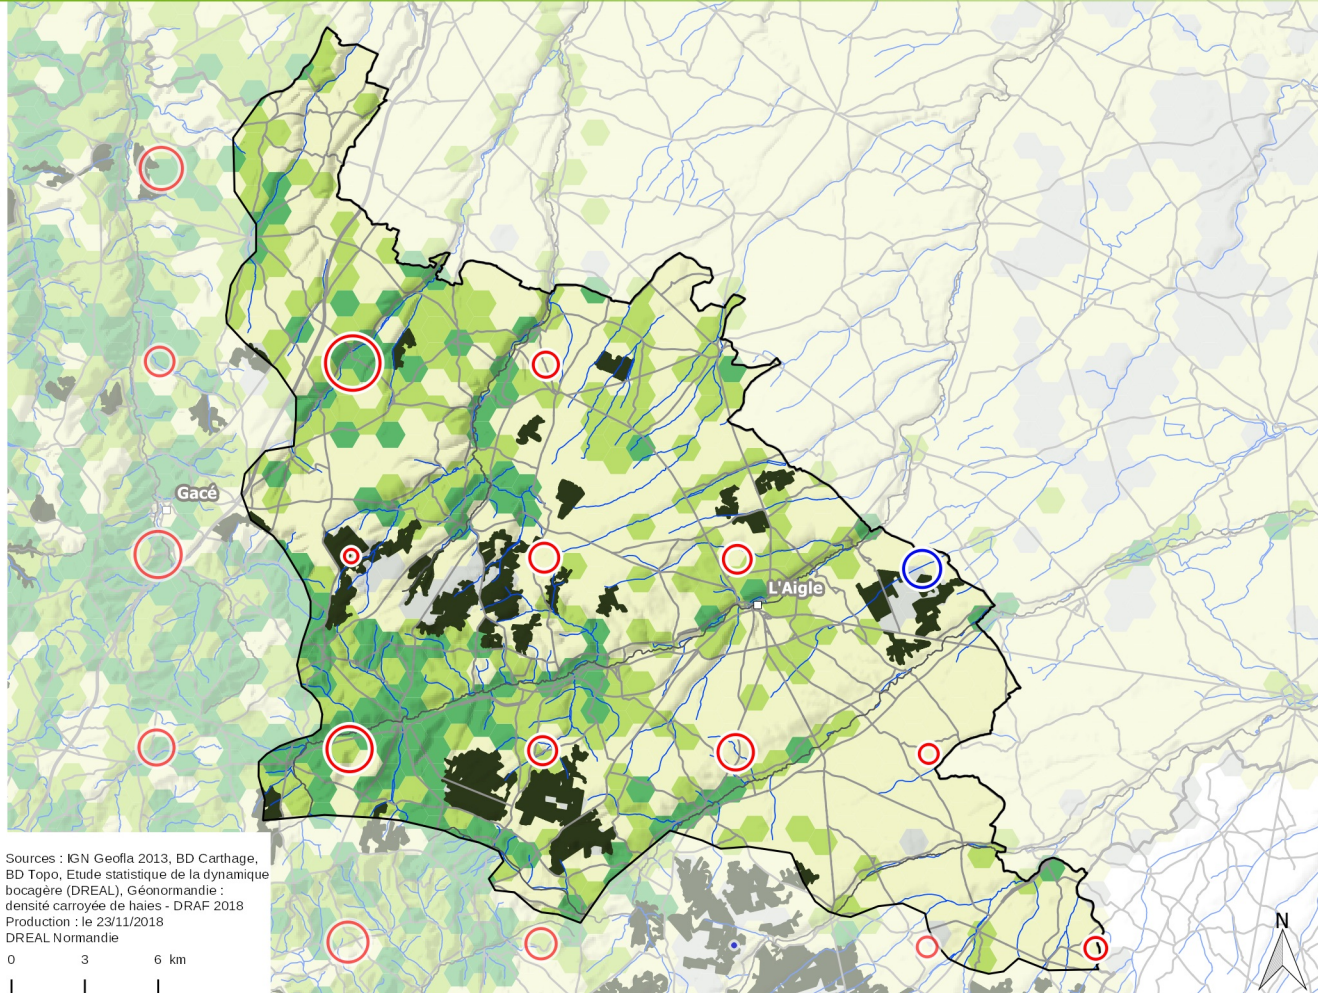 Gacé
L'Aigle
Sources : IGN Geofla 2013, BD Carthage,
BD Topo, Etude statistique de la dynamique
bocagère (DREAL), Géonormandie :
densité carroyée de haies - DRAF 2018
Production : le 23/11/2018
DREAL Normandie
0 3 6 km
N